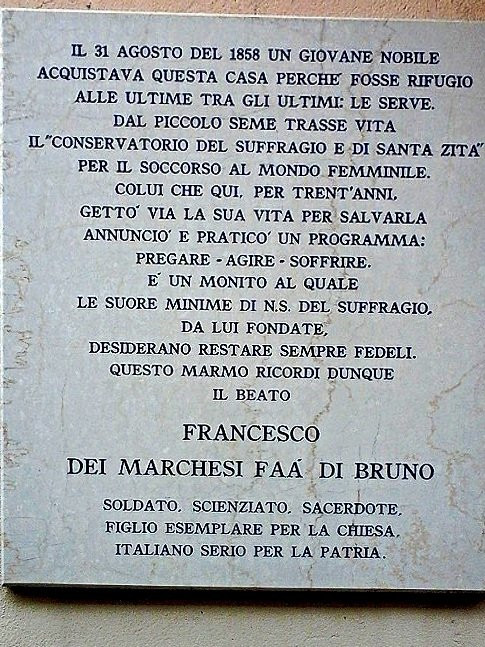 IL 31 AGOSTO DEL 1858 UN GIOVANE NOBILE
ACQUISTAVA QUESTA CASA PERCHE' FOSSE RIFUGIO
ALLE ULTIME TRA GLI ULTIMI: LE SERVE.
DAL PICCOLO SEME TRASSE VITA
IL "CONSERVATORIO DEL SUFFRAGIO E DI SANTA ZITA"
PER IL SOCCORSO AL MONDO FEMMINILE.
COLUI CHE QUI, PER TRENT'ANNI,
GETTO' VIA LA SUA VITA PER SALVARLA
ANNUNCIO' E PRATICO' UN PROGRAMMA:
PREGARE - AGIRE - SOFFRIRE.
E' UN MONITO AL QUALE
LE SUORE MINIME DI N.S. DEL SUFFRAGIO,
DA LUI FONDATE,
DESIDERANO RESTARE SEMPRE FEDELI.
QUESTO MARMO RICORDI DUNQUE
IL BEATO
FRANCESCO
DEI MARCHESI FAÁ DI BRUNO
SOLDATO. SCIENZIATO. SACERDOTE.
FIGLIO ESEMPLARE PER LA CHIESA.
ITALIANO SERIO PER LA PATRIA.